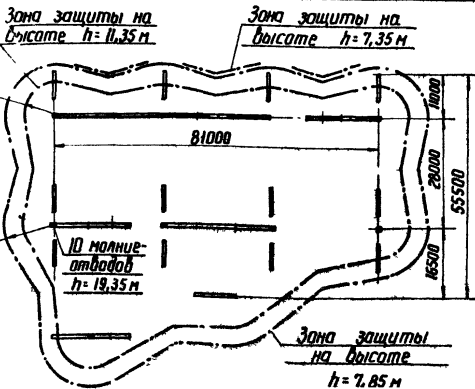 Зона защиты на
высоте h = 11,35 м
Зона защиты на
высоте h = 7,35 м
81000
11000
28000
16500
55500
10 молние-
отводов
h = 19,35 м
Зона защиты
на высоте
h = 7,85 м